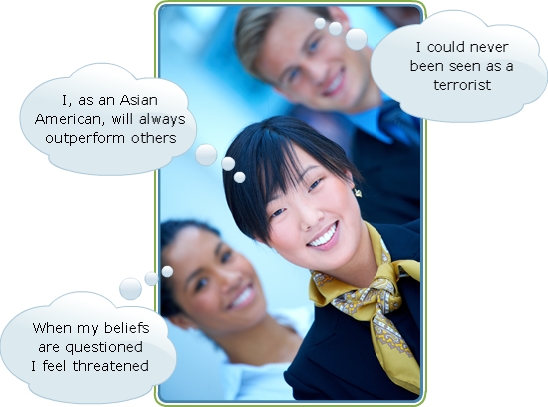 I could never
been seen as a
terrorist
I, as an Asian
American, will always
outperform others
When my beliefs
are questioned
I feel threatened